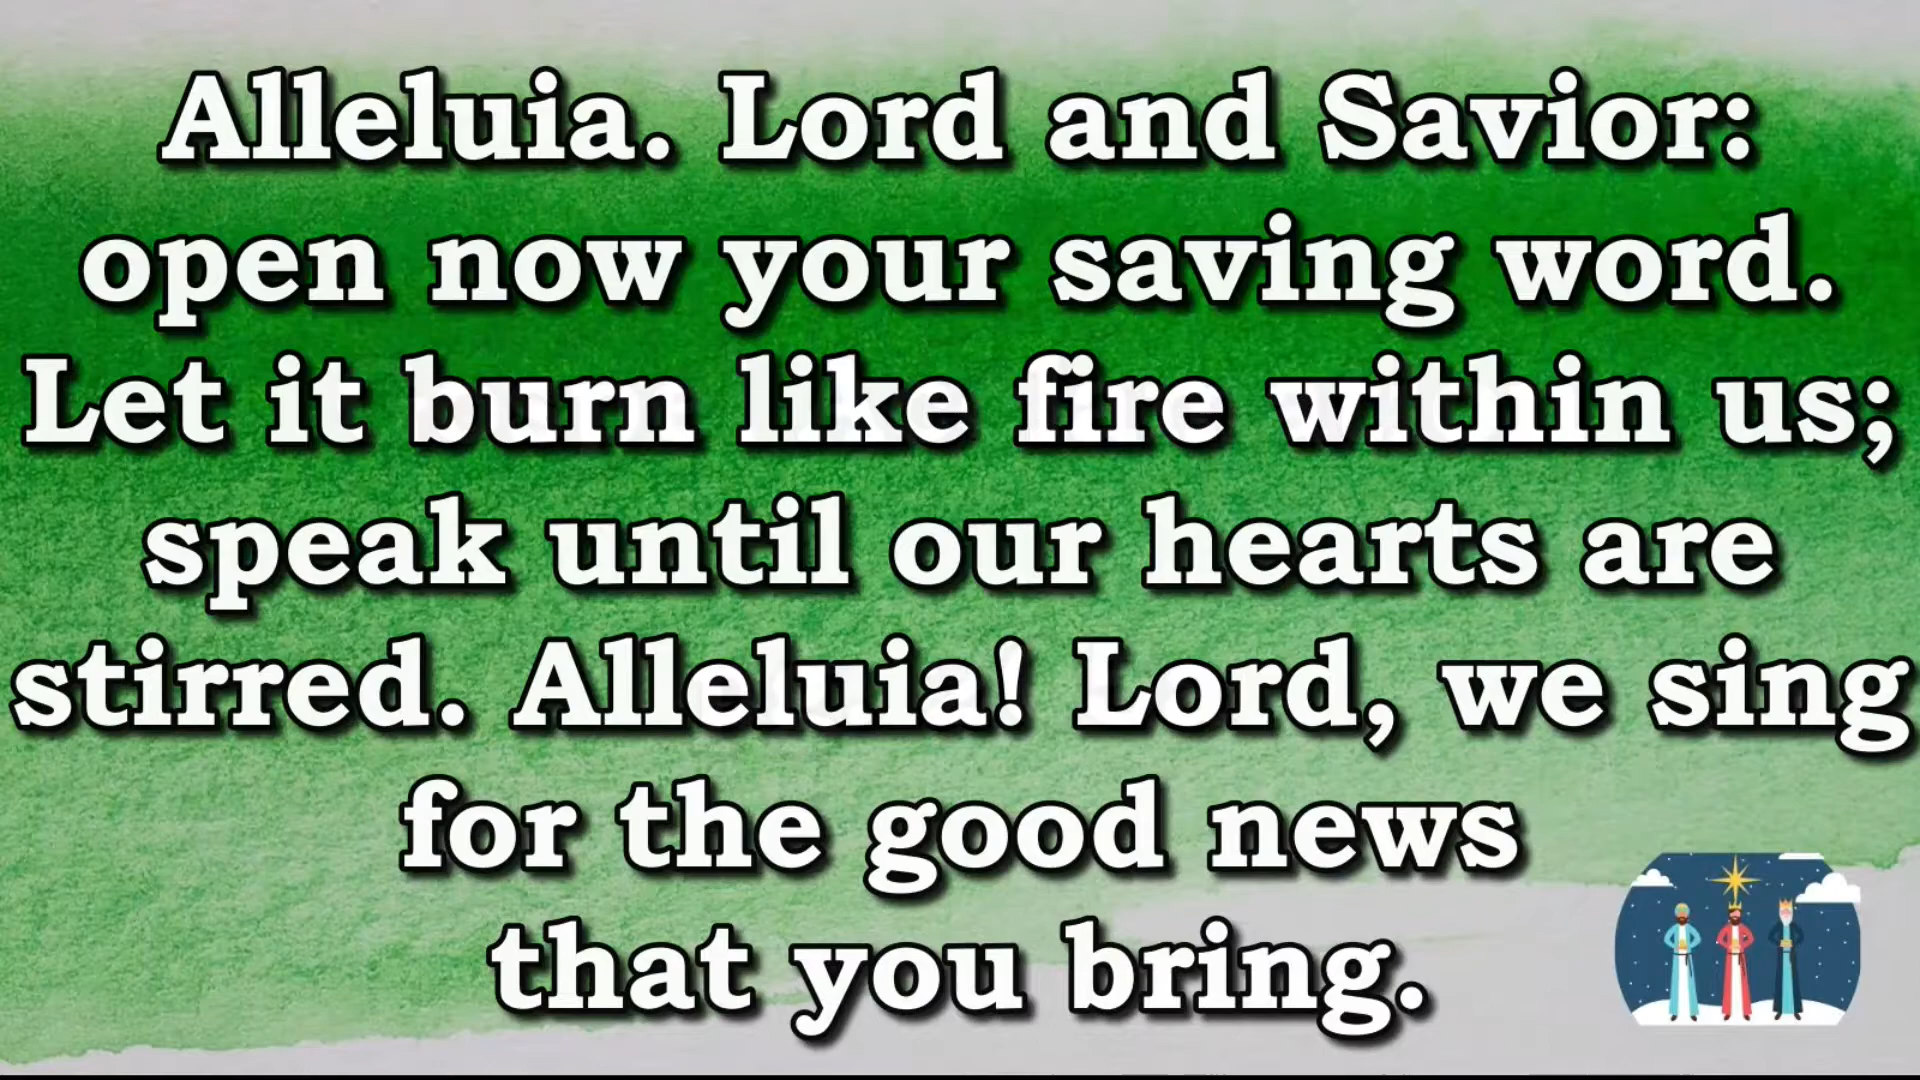 Alleluia. Lord and Savior:
open now your saving word.
Let it burn like fire within us;
speak until our hearts are
stirred. Alleluia! Lord, we sing
for the good news
that you bring.